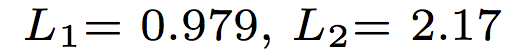 L₁= 0.979, L₂= 2.17